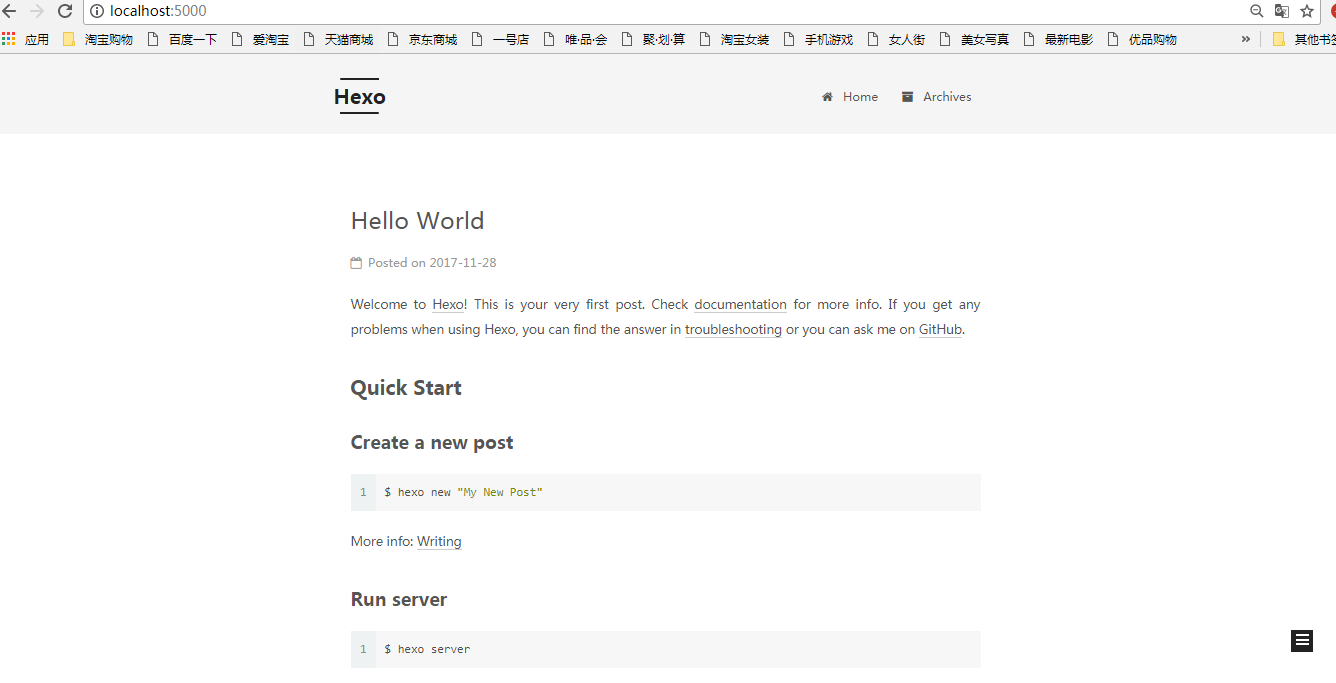 localhost:5000
应用 淘宝购物 百度一下 爱淘宝 天猫商城 京东商城 一号店 唯·品·会 聚·划·算 淘宝女装 手机游戏 女人街 美女写真 最新电影 优品购物 » 其他书签
Hexo Home Archives
Hello World
Posted on 2017-11-28
Welcome to Hexo! This is your very first post. Check documentation for more info. If you get any
problems when using Hexo, you can find the answer in troubleshooting or you can ask me on GitHub.
Quick Start
Create a new post
1 $ hexo new "My New Post"
More info: Writing
Run server
1 $ hexo server